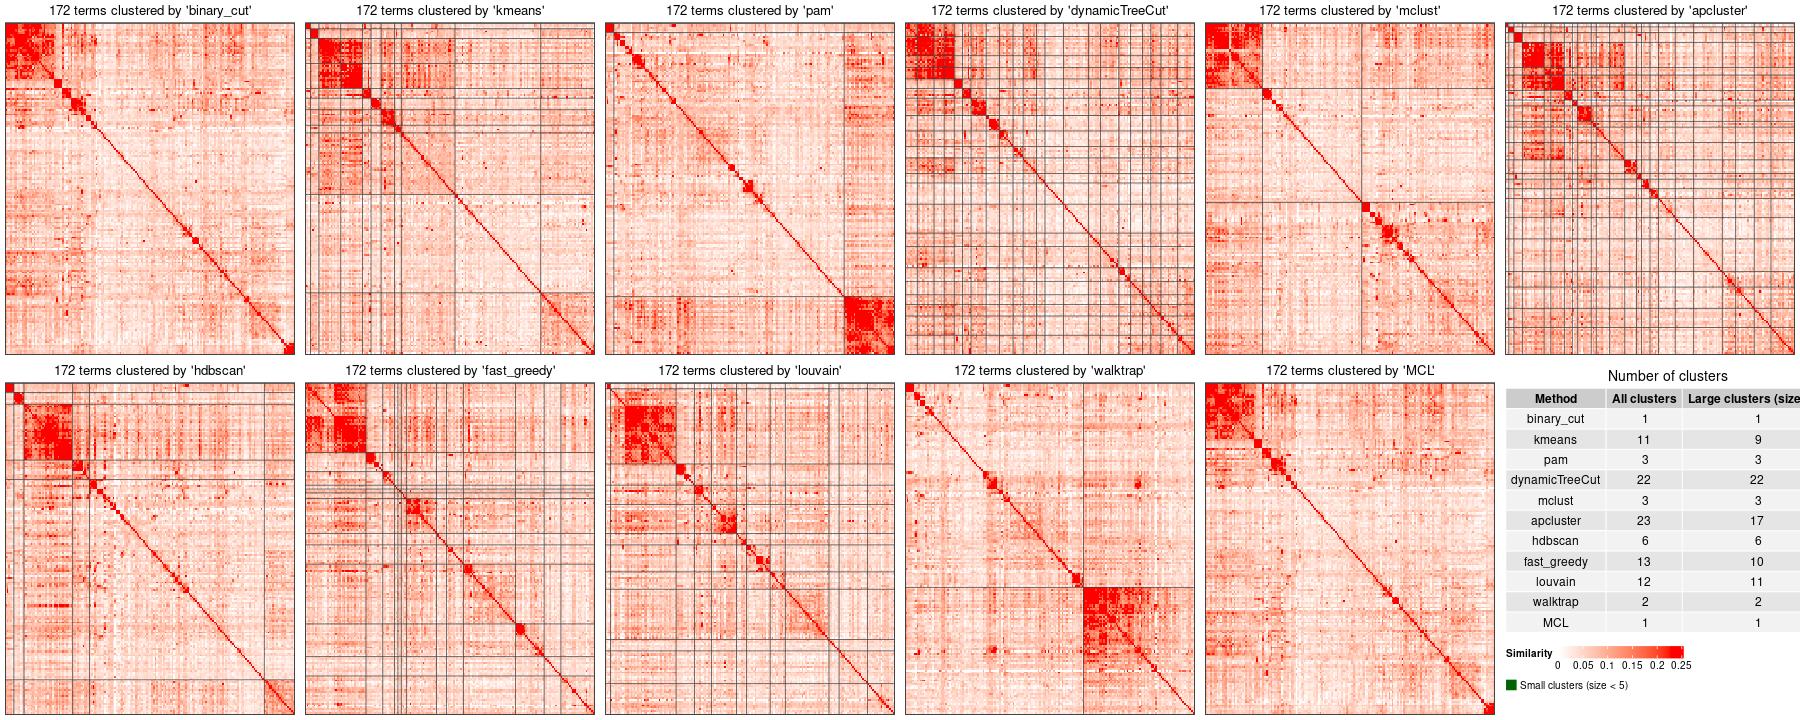 172 terms clustered by 'binary_cut'
172 terms clustered by 'kmeans'
172 terms clustered by 'pam'
172 terms clustered by 'dynamicTreeCut'
172 terms clustered by 'mclust'
172 terms clustered by 'apcluster'
172 terms clustered by 'hdbscan'
172 terms clustered by 'fast_greedy'
172 terms clustered by 'louvain'
172 terms clustered by 'walktrap'
172 terms clustered by 'MCL'
Number of clusters
Method All clusters Large clusters (size
binary_cut 1 1
kmeans 11 9
pam 3 3
dynamicTreeCut 22 22
mclust 3 3
apcluster 23 17
hdbscan 6 6
fast_greedy 13 10
louvain 12 11
walktrap 2 2
MCL 1 1
Similarity
0 0.05 0.1 0.15 0.2 0.25
Small clusters (size < 5)